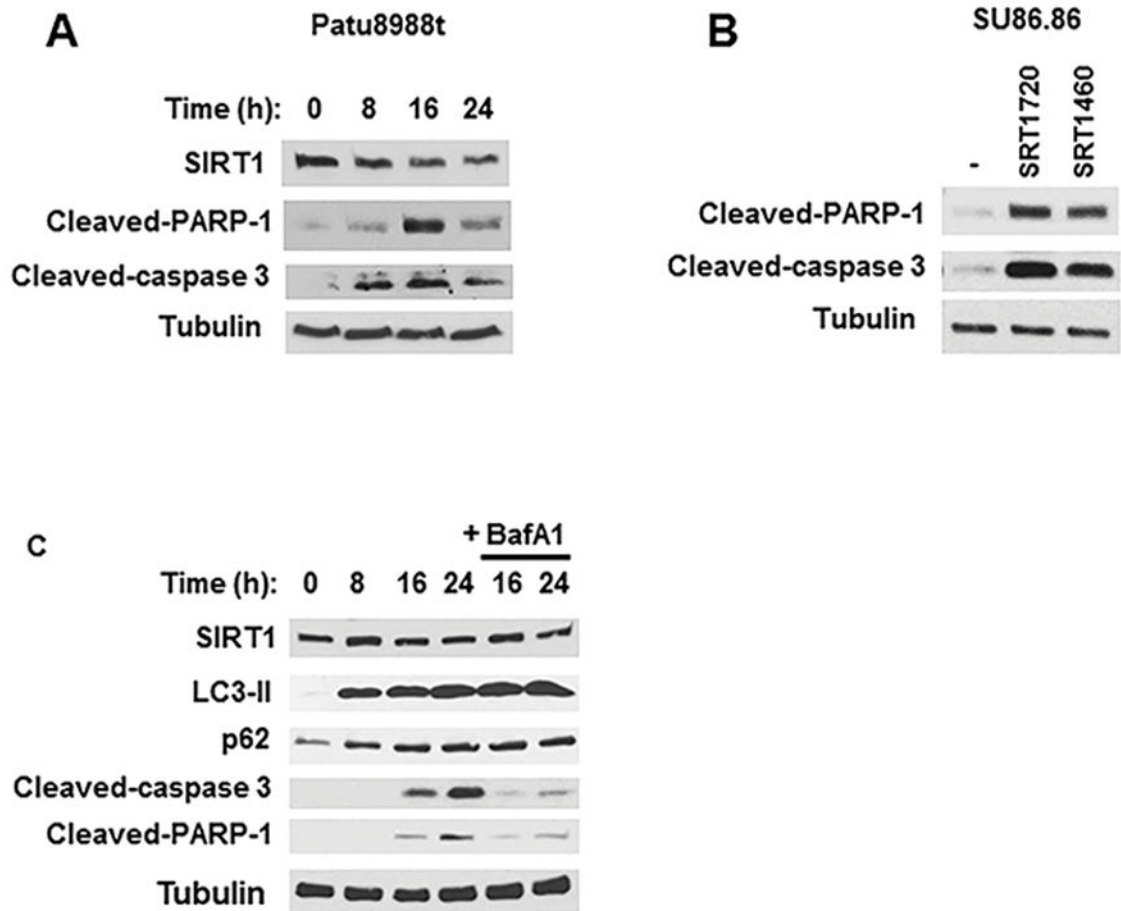 A
Patu8988t
Time (h): 0 8 16 24
SIRT1
Cleaved-PARP-1
Cleaved-caspase 3
Tubulin
B
SU86.86
- SRT1720 SRT1460
Cleaved-PARP-1
Cleaved-caspase 3
Tubulin
C
+ BafA1
Time (h): 0 8 16 24 16 24
SIRT1
LC3-II
p62
Cleaved-caspase 3
Cleaved-PARP-1
Tubulin